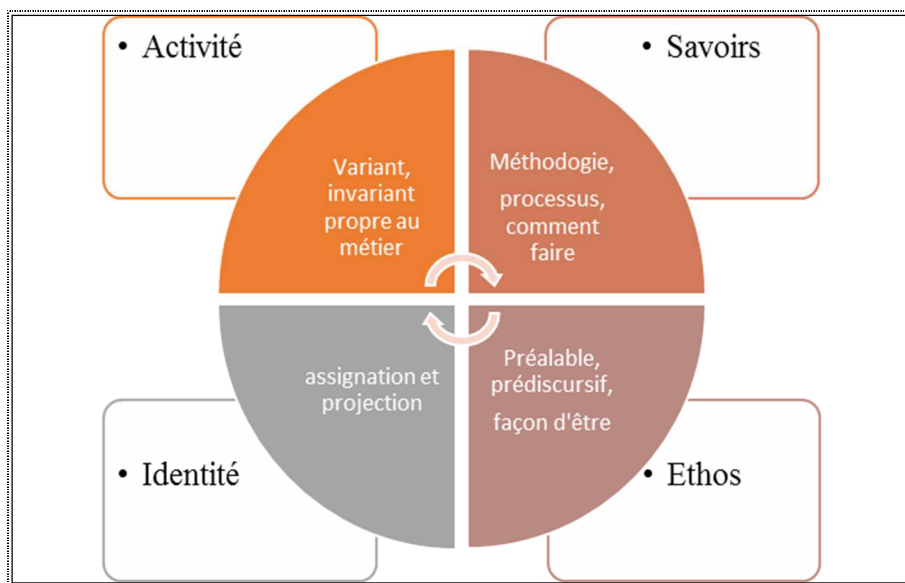 • Activité
• Savoirs
Variant,
invariant
propre au
métier
Méthodogie,
processus,
comment
faire
assignation et
projection
Préalable,
prédiscursif,
façon d'être
• Identité
• Ethos